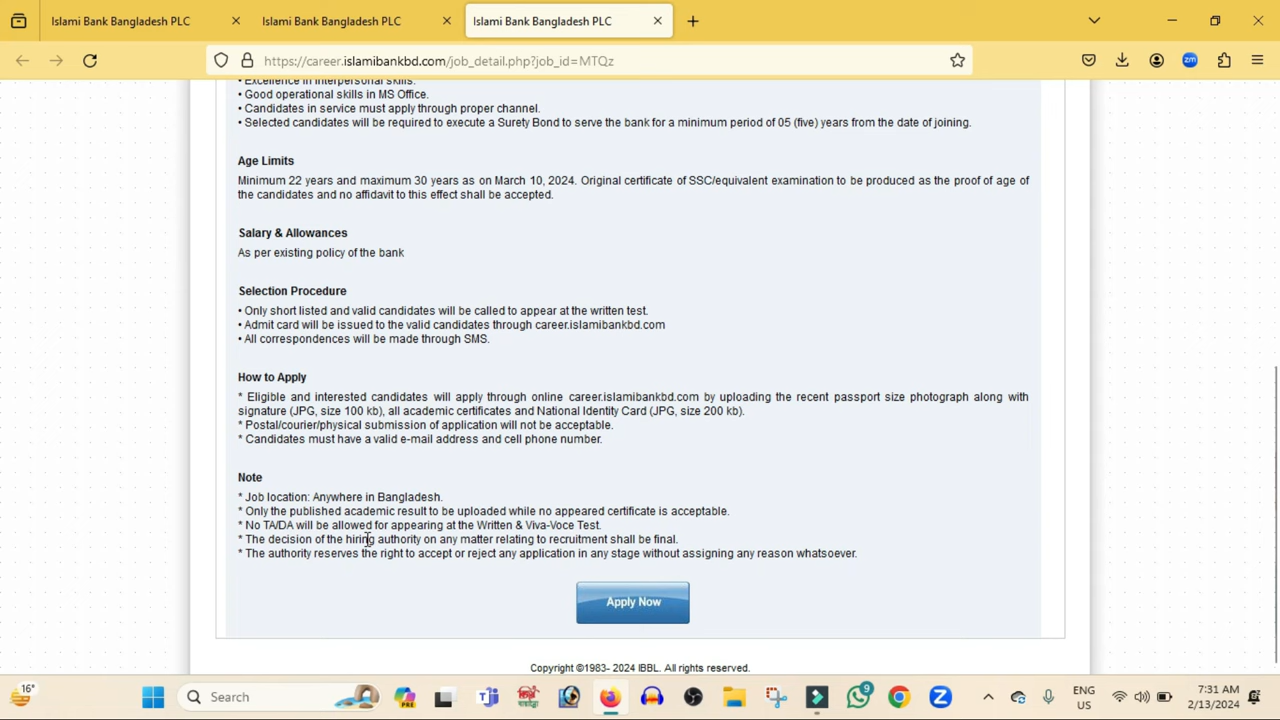 Islami Bank Bangladesh PLC
Islami Bank Bangladesh PLC
Islami Bank Bangladesh PLC
https://career.islamibankbd.com/job_detail.php?job_id=MTQz
• Excellence in interpersonal skills.
• Good operational skills in MS Office.
• Candidates in service must apply through proper channel.
• Selected candidates will be required to execute a Surety Bond to serve the bank for a minimum period of 05 (five) years from the date of joining.
Age Limits
Minimum 22 years and maximum 30 years as on March 10, 2024. Original certificate of SSC/equivalent examination to be produced as the proof of age of
the candidates and no affidavit to this effect shall be accepted.
Salary & Allowances
As per existing policy of the bank
Selection Procedure
• Only short listed and valid candidates will be called to appear at the written test.
• Admit card will be issued to the valid candidates through career.islamibankbd.com
• All correspondences will be made through SMS.
How to Apply
* Eligible and interested candidates will apply through online career.islamibankbd.com by uploading the recent passport size photograph along with
signature (JPG, size 100 kb), all academic certificates and National Identity Card (JPG, size 200 kb).
* Postal/courier/physical submission of application will not be acceptable.
* Candidates must have a valid e-mail address and cell phone number.
Note
* Job location: Anywhere in Bangladesh.
* Only the published academic result to be uploaded while no appeared certificate is acceptable.
* No TA/DA will be allowed for appearing at the Written & Viva-Voce Test.
* The decision of the hiring authority on any matter relating to recruitment shall be final.
* The authority reserves the right to accept or reject any application in any stage without assigning any reason whatsoever.
Apply Now
Copyright ©1983- 2024 IBBL. All rights reserved.
16°
Search
PRE
9
ENG
US
7:31 AM
2/13/2024
zm